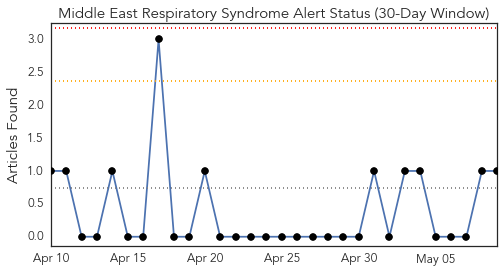 Middle East Respiratory Syndrome Alert Status (30-Day Window)
Articles Found
3.0
2.5
2.0
1.5
1.0
0.5
0.0
Apr 10 Apr 15 Apr 20 Apr 25 Apr 30 May 05